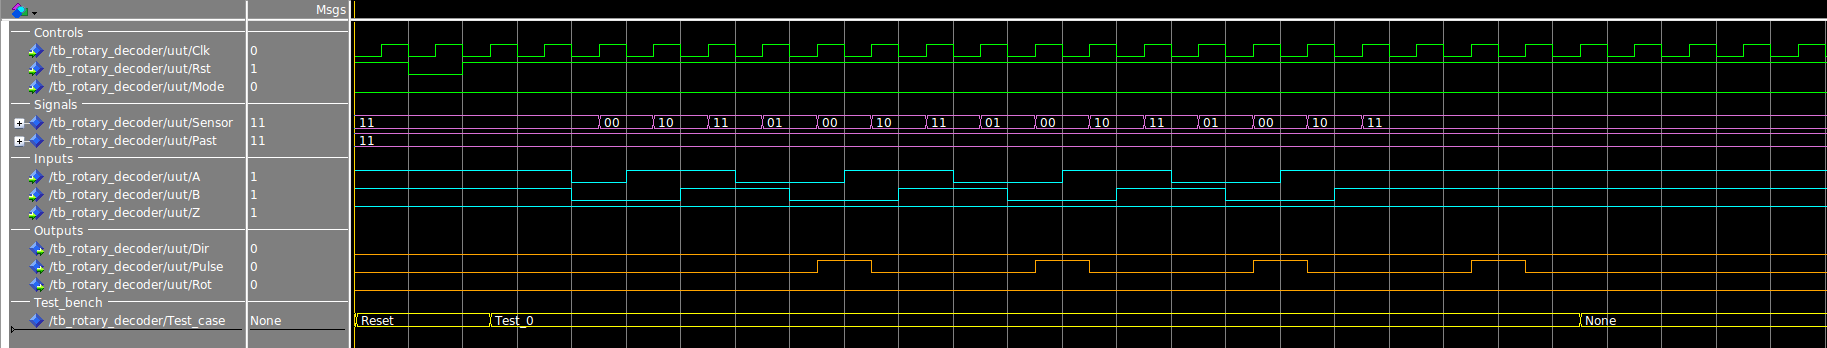 Msgs
Controls
/tb_rotary_decoder/uut/Clk 0
/tb_rotary_decoder/uut/Rst 1
/tb_rotary_decoder/uut/Mode 0
Signals
/tb_rotary_decoder/uut/Sensor 11 11 00 10 11 01 00 10 11 01 00 10 11 01 00 10 11
/tb_rotary_decoder/uut/Past 11 11
Inputs
/tb_rotary_decoder/uut/A 1
/tb_rotary_decoder/uut/B 1
/tb_rotary_decoder/uut/Z 1
Outputs
/tb_rotary_decoder/uut/Dir 0
/tb_rotary_decoder/uut/Pulse 0
/tb_rotary_decoder/uut/Rot 0
Test_bench
/tb_rotary_decoder/Test_case None Reset Test_0 None